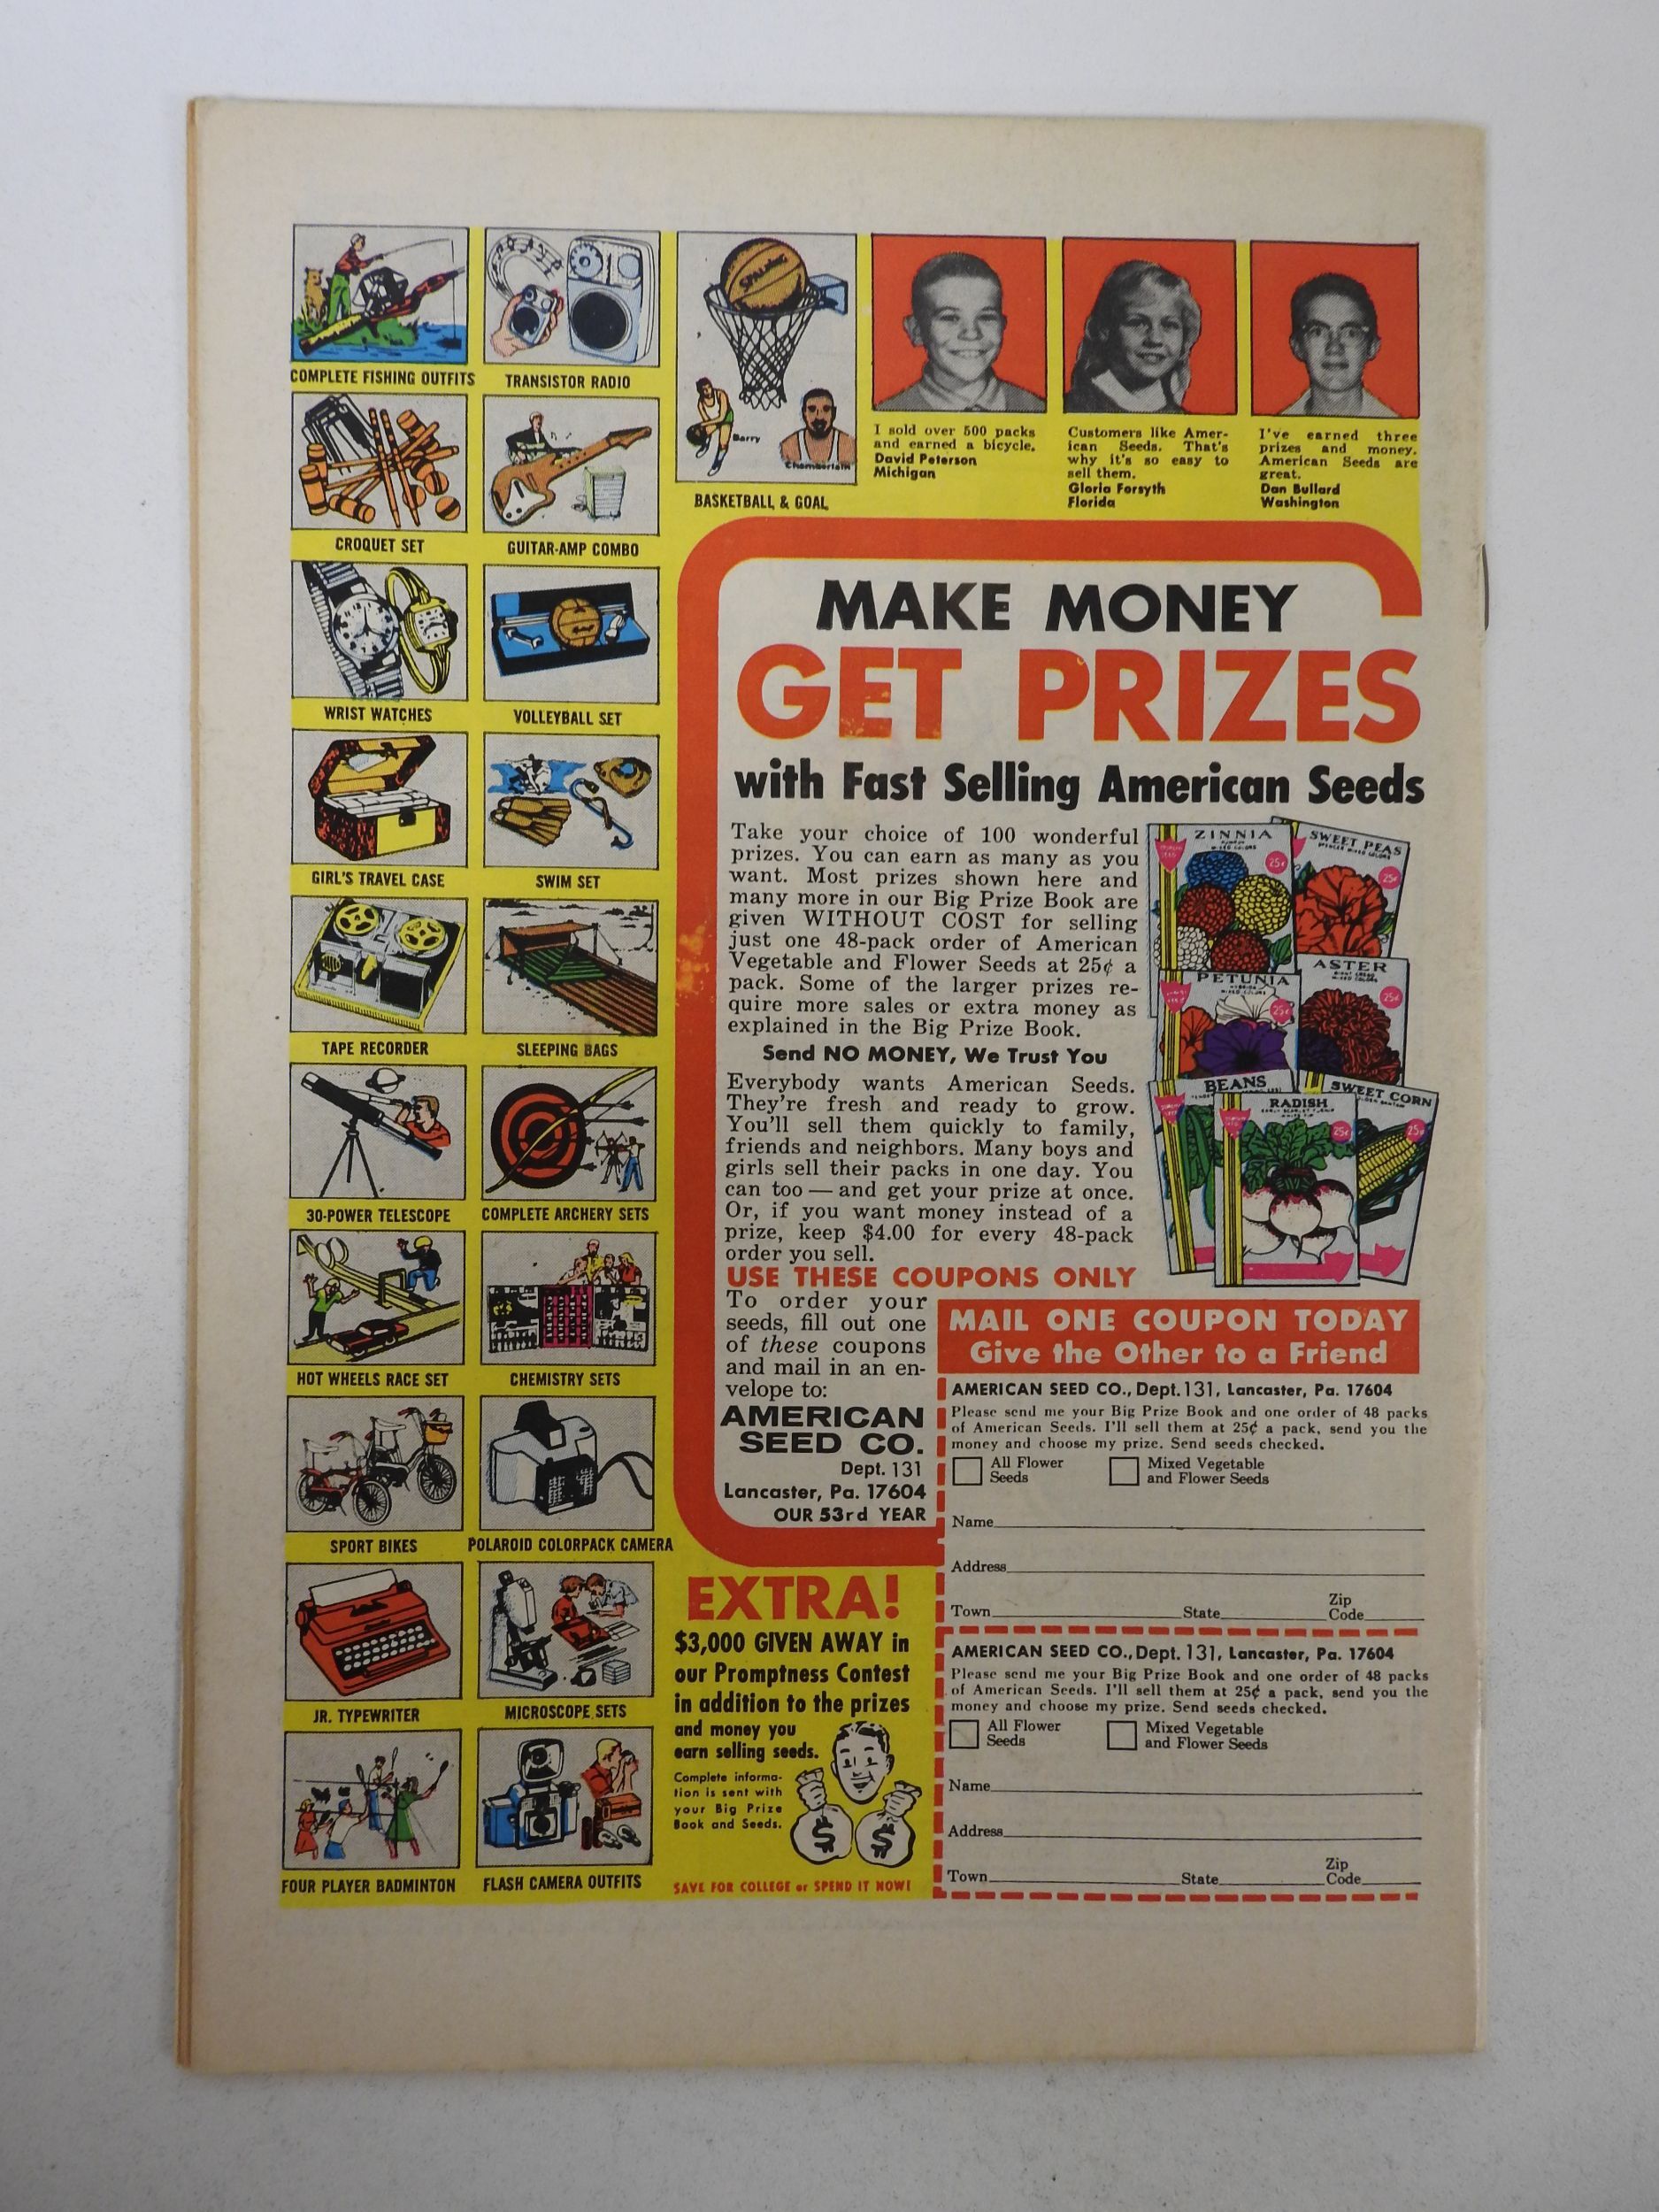 COMPLETE FISHING OUTFITS
TRANSISTOR RADIO
CROQUET SET
GUITAR-AMP COMBO
WRIST WATCHES
VOLLEYBALL SET
GIRL'S TRAVEL CASE
SWIM SET
TAPE RECORDER
SLEEPING BAGS
30-POWER TELESCOPE
COMPLETE ARCHERY SETS
HOT WHEELS RACE SET
CHEMISTRY SETS
SPORT BIKES
POLAROID COLORPACK CAMERA
JR. TYPEWRITER
MICROSCOPE SETS
FOUR PLAYER BADMINTON
FLASH CAMERA OUTFITS
SPALDING
Barry
Chamberlain
BASKETBALL & GOAL
I sold over 500 packs
and earned a bicycle.
David Peterson
Michigan
Customers like Amer-
ican Seeds. That's
why it's so easy to
sell them.
Gloria Forsyth
Florida
I've earned three
prizes and money.
American Seeds are
great.
Dan Bullard
Washington
MAKE MONEY
GET PRIZES
with Fast Selling American Seeds
Take your choice of 100 wonderful
prizes. You can earn as many as you
want. Most prizes shown here and
many more in our Big Prize Book are
given WITHOUT COST for selling
just one 48-pack order of American
Vegetable and Flower Seeds at 25¢ a
pack. Some of the larger prizes re-
quire more sales or extra money as
explained in the Big Prize Book.
Send NO MONEY, We Trust You
Everybody wants American Seeds.
They're fresh and ready to grow.
You'll sell them quickly to family,
friends and neighbors. Many boys and
girls sell their packs in one day. You
can too — and get your prize at once.
Or, if you want money instead of a
prize, keep $4.00 for every 48-pack
order you sell.
USE THESE COUPONS ONLY
To order your
seeds, fill out one
of these coupons
and mail in an en-
velope to:
AMERICAN
SEED CO.
Dept. 131
Lancaster, Pa. 17604
OUR 53rd YEAR
ZINNIA
MIXED COLORS
25¢
SWEET PEAS
SPENCER MIXED COLORS
25¢
PETUNIA
MIXED COLORS
25¢
ASTER
MIXED COLORS
25¢
BEANS
RADISH
25¢
SWEET CORN
25¢
MAIL ONE COUPON TODAY
Give the Other to a Friend
AMERICAN SEED CO., Dept. 131, Lancaster, Pa. 17604
Please send me your Big Prize Book and one order of 48 packs
of American Seeds. I'll sell them at 25¢ a pack, send you the
money and choose my prize. Send seeds checked.
All Flower
Seeds
Mixed Vegetable
and Flower Seeds
Name
Address
Town State Zip Code
AMERICAN SEED CO., Dept. 131, Lancaster, Pa. 17604
Please send me your Big Prize Book and one order of 48 packs
of American Seeds. I'll sell them at 25¢ a pack, send you the
money and choose my prize. Send seeds checked.
All Flower
Seeds
Mixed Vegetable
and Flower Seeds
Name
Address
Town State Zip Code
EXTRA!
$3,000 GIVEN AWAY in
our Promptness Contest
in addition to the prizes
and money you
earn selling seeds.
Complete informa-
tion is sent with
your Big Prize
Book and Seeds.
$ $
SAVE FOR COLLEGE or SPEND IT NOW!